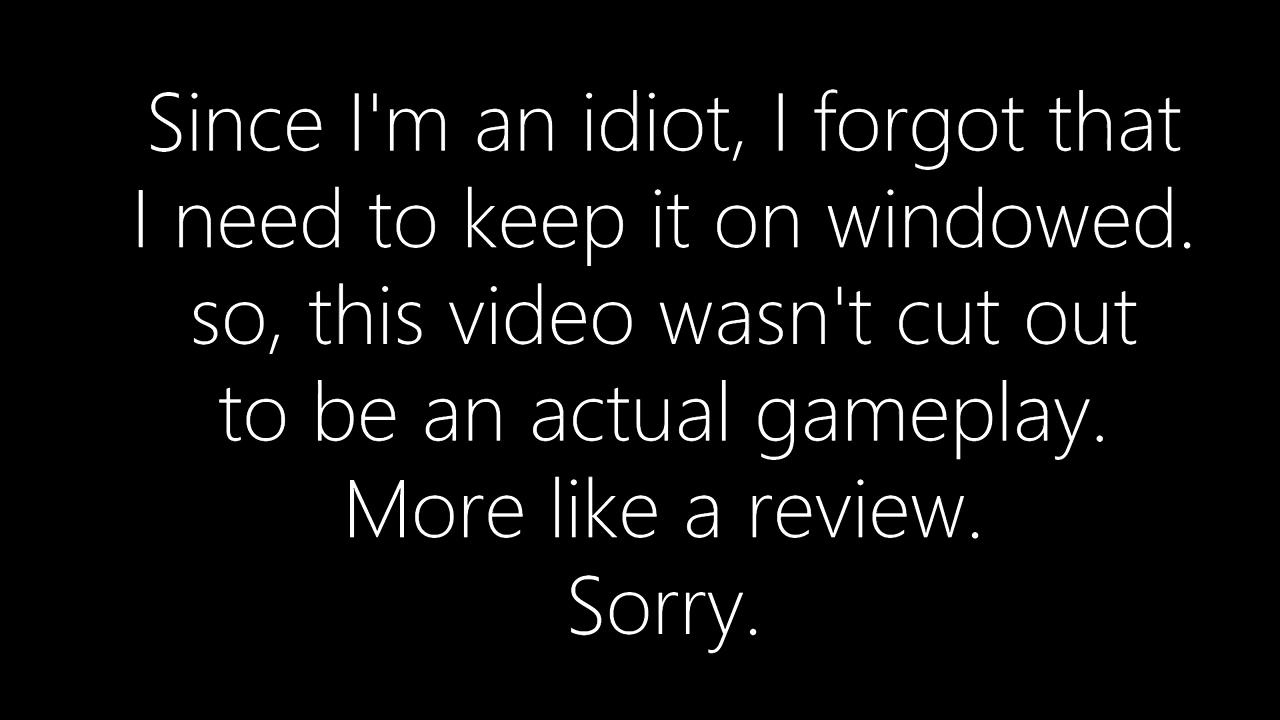 Since I'm an idiot, I forgot that
I need to keep it on windowed.
so, this video wasn't cut out
to be an actual gameplay.
More like a review.
Sorry.